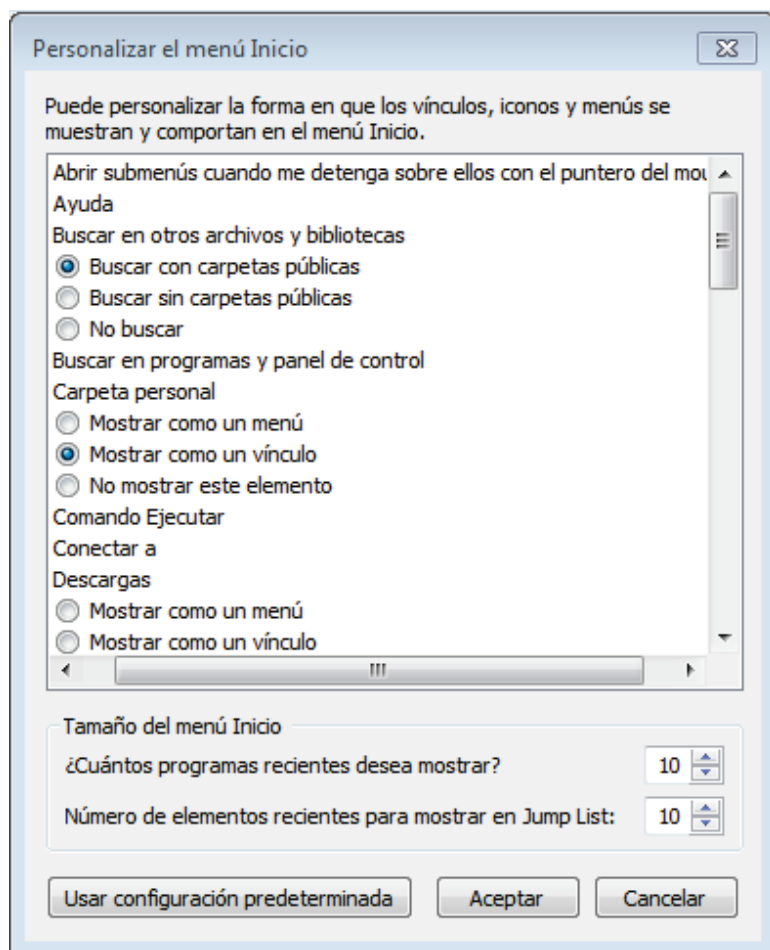 Personalizar el menú Inicio
Puede personalizar la forma en que los vínculos, iconos y menús se
muestran y comportan en el menú Inicio.
Abrir submenús cuando me detenga sobre ellos con el puntero del
Ayuda
Buscar en otros archivos y bibliotecas
Buscar con carpetas públicas
Buscar sin carpetas públicas
No buscar
Buscar en programas y panel de control
Carpeta personal
Mostrar como un menú
Mostrar como un vínculo
No mostrar este elemento
Comando Ejecutar
Conectar a
Descargas
Mostrar como un menú
Mostrar como un vínculo
Tamaño del menú Inicio
¿Cuántos programas recientes desea mostrar? 10
Número de elementos recientes para mostrar en Jump List: 10
Usar configuración predeterminada Aceptar Cancelar